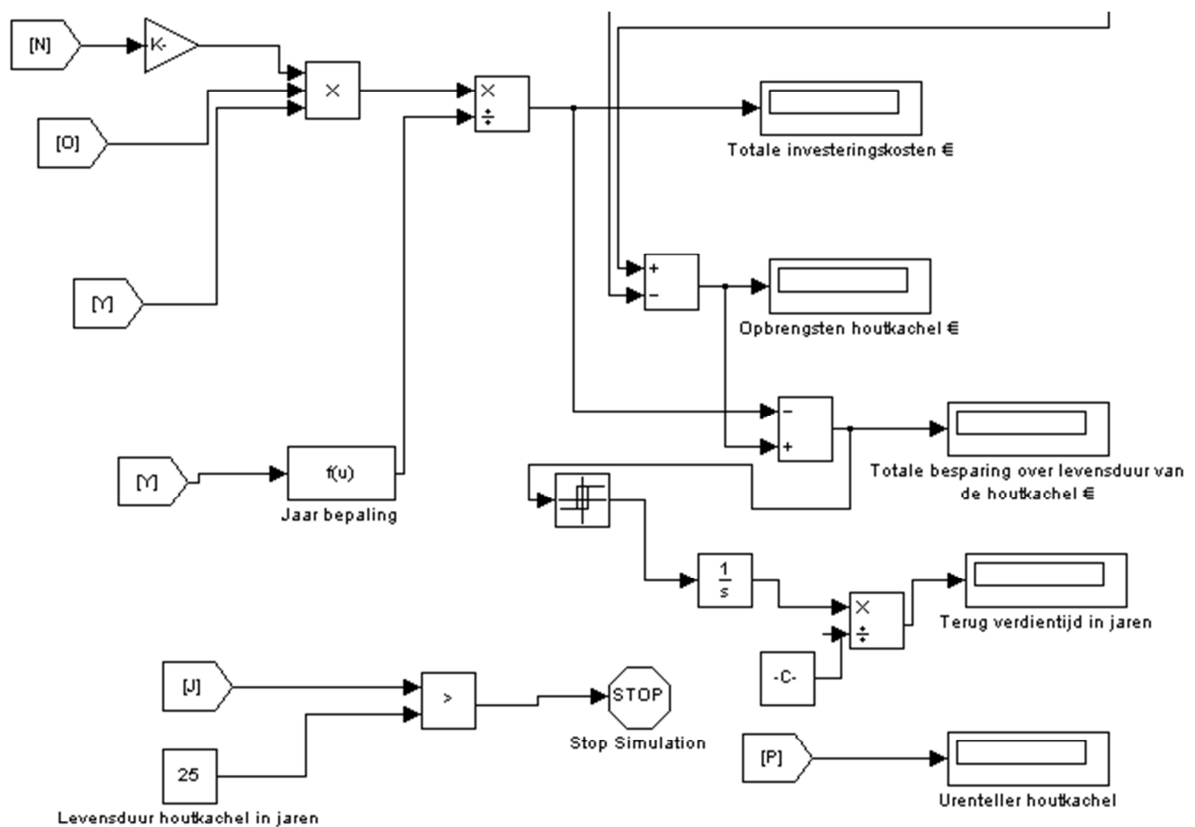 [N]
K-
×
×
÷
[O]
Totale investeringskosten €
[Y]
+
−
Opbrengsten houtkachel €
−
+
[Y]
f(u)
Jaar bepaling
Totale besparing over levensduur van
de houtkachel €
1
s
×
÷
Terug verdientijd in jaren
-C-
[J]
>
STOP
Stop Simulation
25
Levensduur houtkachel in jaren
[P]
Urenteller houtkachel